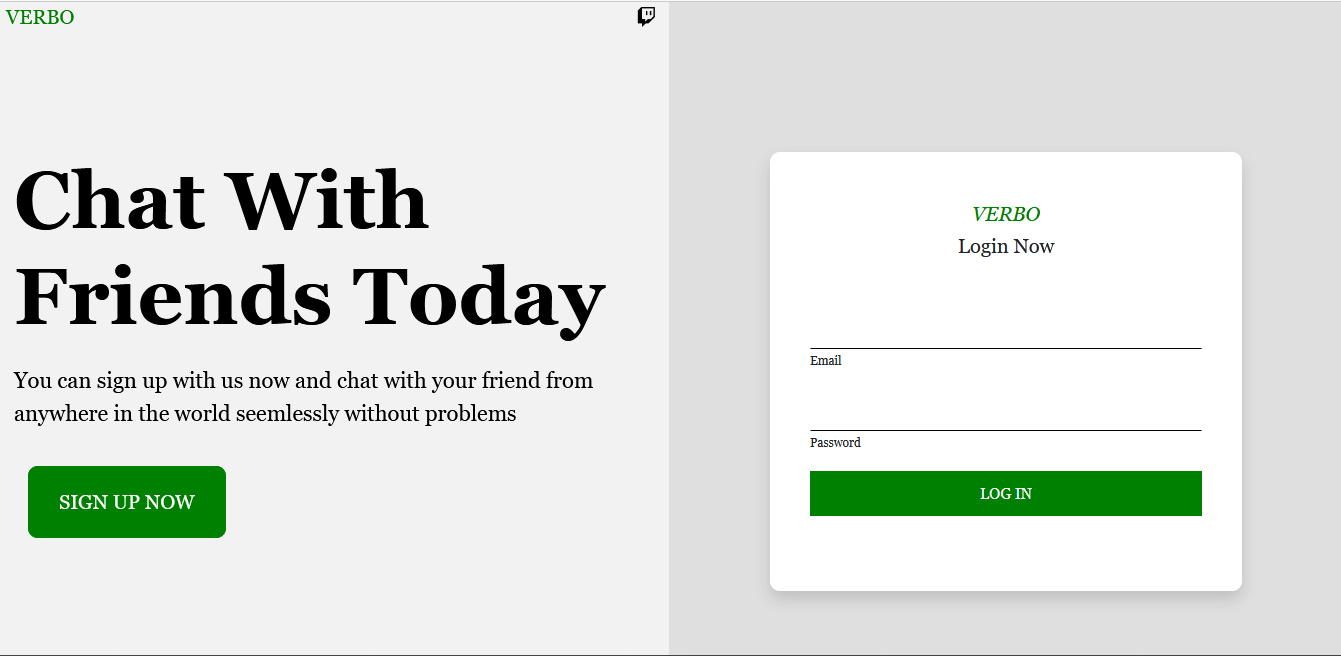 VERBO
Chat With
Friends Today
You can sign up with us now and chat with your friend from
anywhere in the world seemlessly without problems
SIGN UP NOW
VERBO
Login Now
Email
Password
LOG IN